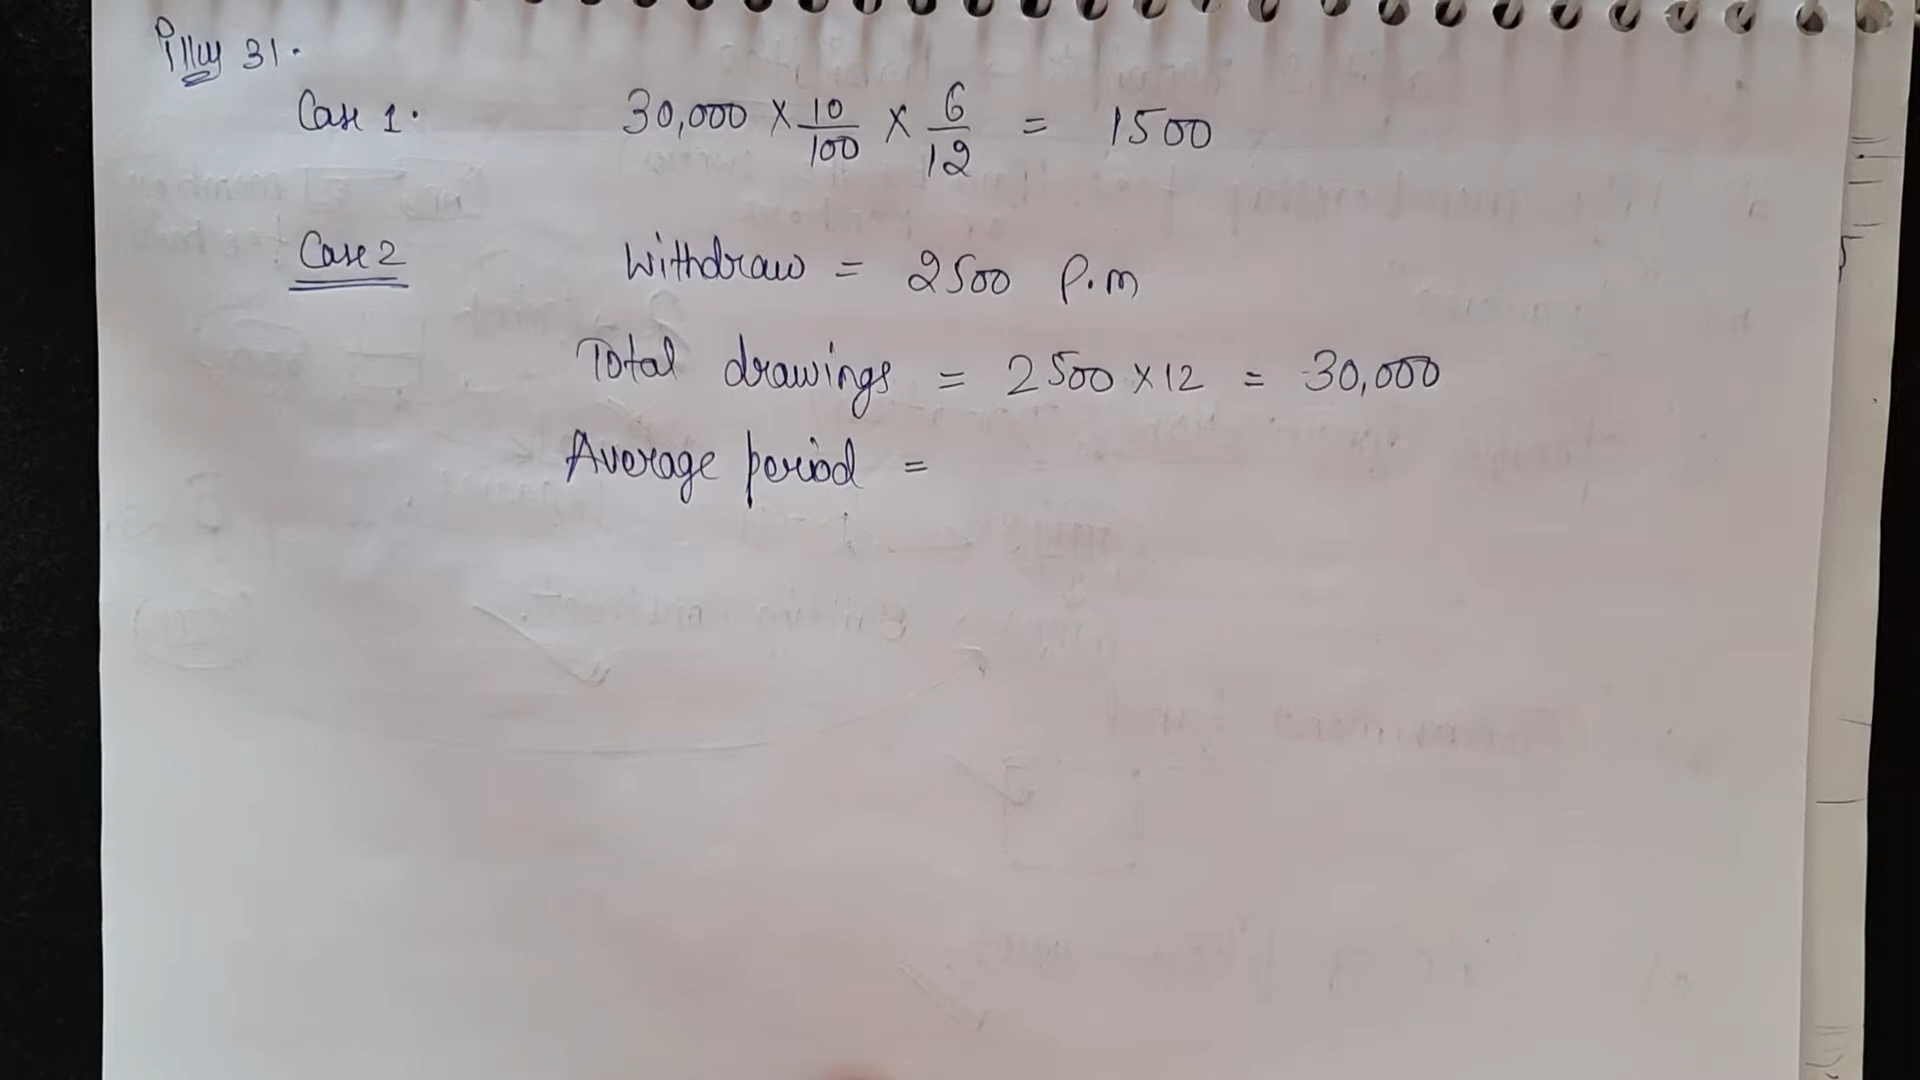 Illus 31.
Case 1. 30,000 × 10/100 × 6/12 = 1500
Case 2 Withdraw = 2500 p.m
Total drawings = 2500 × 12 = 30,000
Average period =